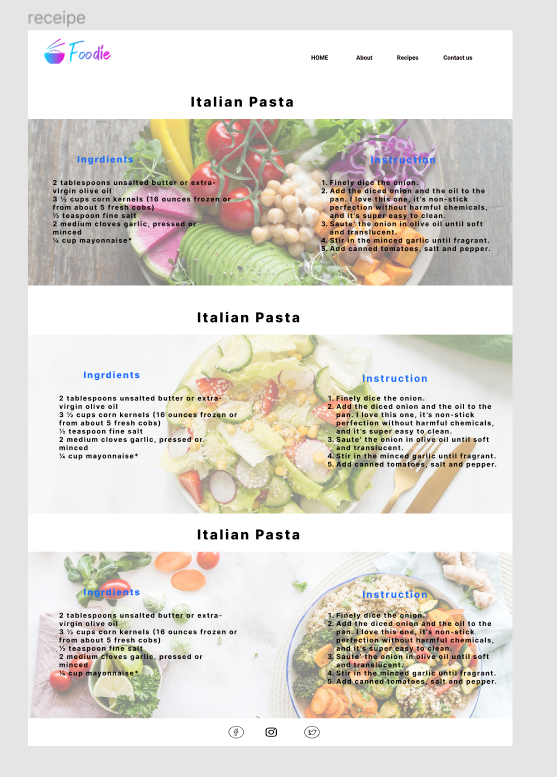 receipe
Foodie
HOME About Recipes Contact us
Italian Pasta
Ingrdients
2 tablespoons unsalted butter or extra-
virgin olive oil
3 ½ cups corn kernels (16 ounces frozen or
from about 5 fresh cobs)
½ teaspoon fine salt
2 medium cloves garlic, pressed or
minced
¼ cup mayonnaise*
Instruction
1. Finely dice the onion.
2. Add the diced onion and the oil to the
pan. I love this one, it's non-stick
perfection without harmful chemicals,
and it's super easy to clean.
3. Saute' the onion in olive oil until soft
and translucent.
4. Stir in the minced garlic until fragrant.
5. Add canned tomatoes, salt and pepper.
Italian Pasta
Ingrdients
2 tablespoons unsalted butter or extra-
virgin olive oil
3 ½ cups corn kernels (16 ounces frozen or
from about 5 fresh cobs)
½ teaspoon fine salt
2 medium cloves garlic, pressed or
minced
¼ cup mayonnaise*
Instruction
1. Finely dice the onion.
2. Add the diced onion and the oil to the
pan. I love this one, it's non-stick
perfection without harmful chemicals,
and it's super easy to clean.
3. Saute' the onion in olive oil until soft
and translucent.
4. Stir in the minced garlic until fragrant.
5. Add canned tomatoes, salt and pepper.
Italian Pasta
Ingrdients
2 tablespoons unsalted butter or extra-
virgin olive oil
3 ½ cups corn kernels (16 ounces frozen or
from about 5 fresh cobs)
½ teaspoon fine salt
2 medium cloves garlic, pressed or
minced
¼ cup mayonnaise*
Instruction
1. Finely dice the onion.
2. Add the diced onion and the oil to the
pan. I love this one, it's non-stick
perfection without harmful chemicals,
and it's super easy to clean.
3. Saute' the onion in olive oil until soft
and translucent.
4. Stir in the minced garlic until fragrant.
5. Add canned tomatoes, salt and pepper.